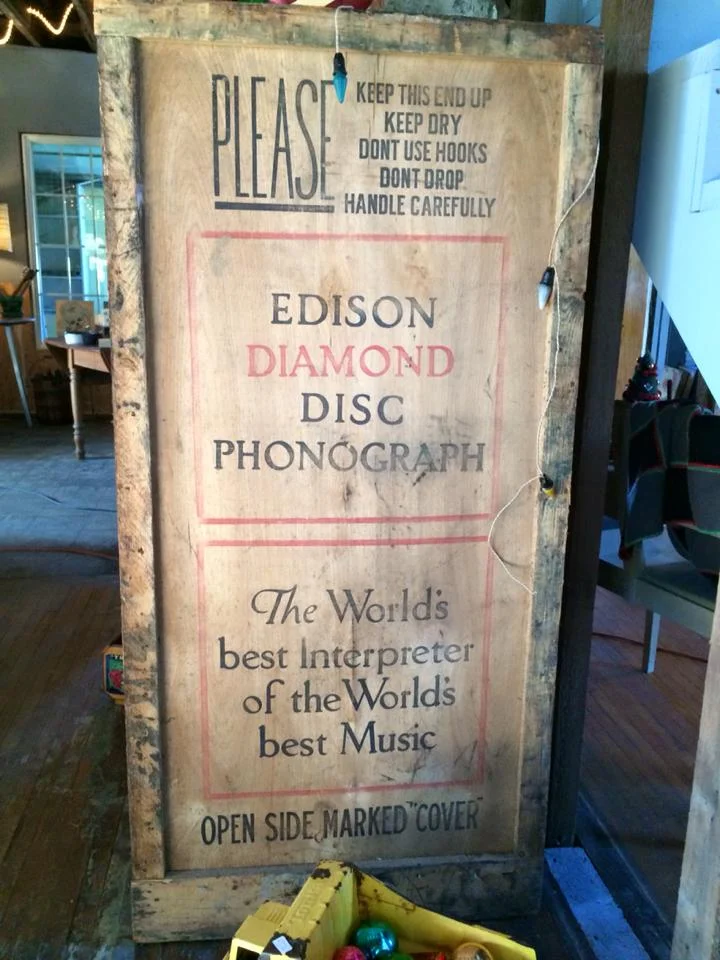 PLEASE
KEEP THIS END UP
KEEP DRY
DONT USE HOOKS
DONT DROP
HANDLE CAREFULLY
EDISON
DIAMOND
DISC
PHONOGRAPH
The World's
best Interpreter
of the World's
best Music
OPEN SIDE MARKED "COVER"